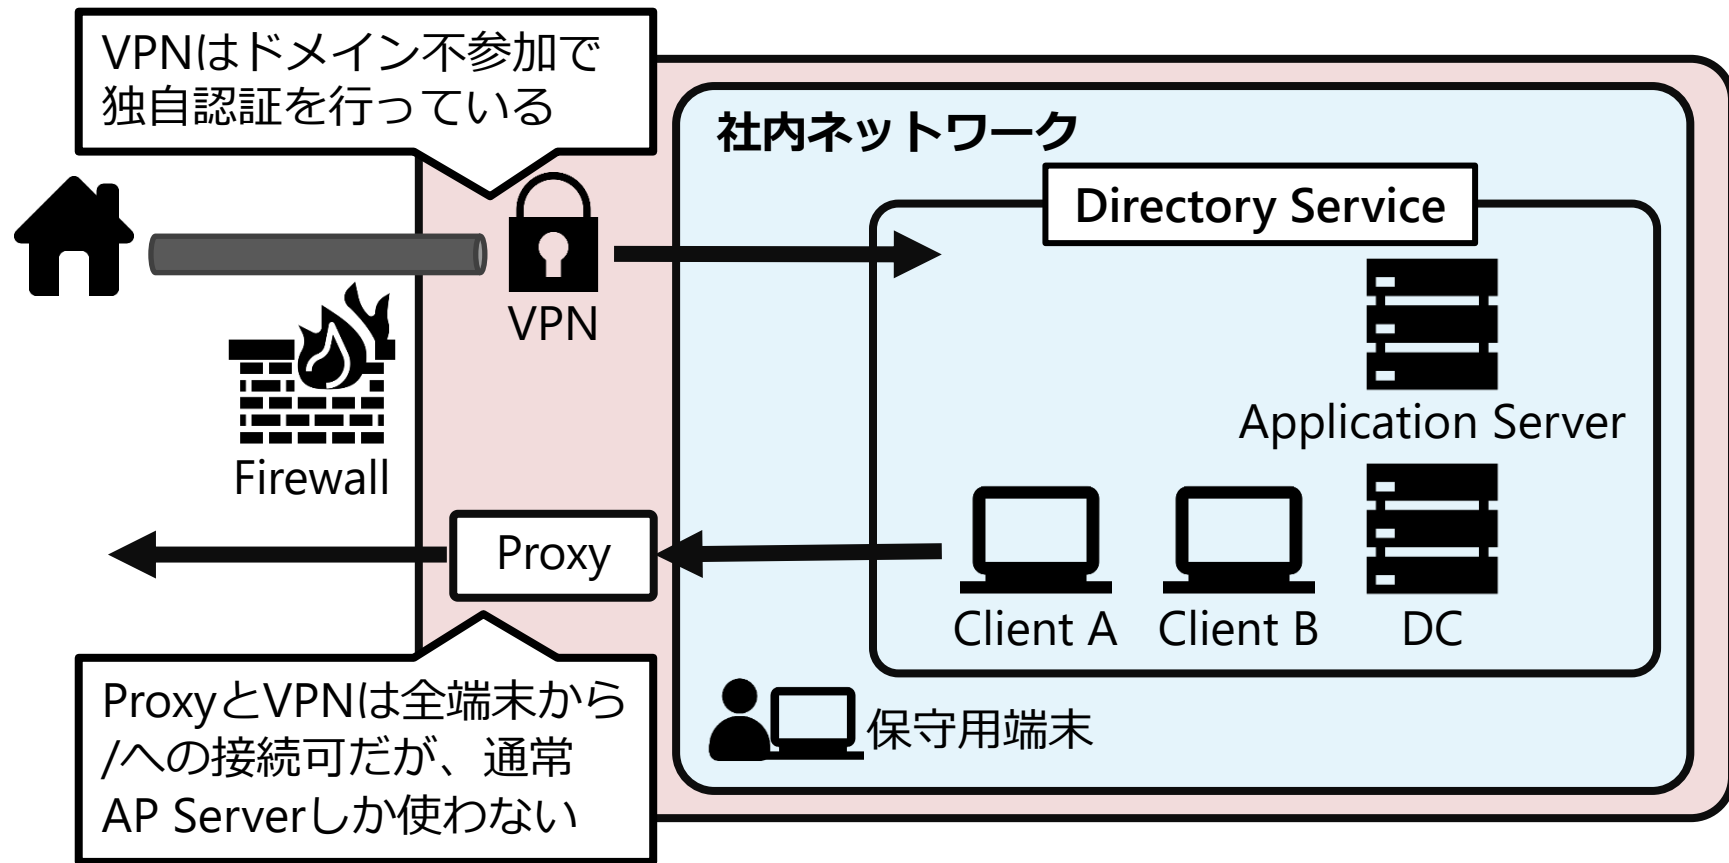 VPNはドメイン不参加で
独自認証を行っている
社内ネットワーク
Directory Service
VPN
Application Server
Firewall
Proxy
Client A
Client B
DC
ProxyとVPNは全端末から
/への接続可だが、通常
AP Serverしか使わない
保守用端末